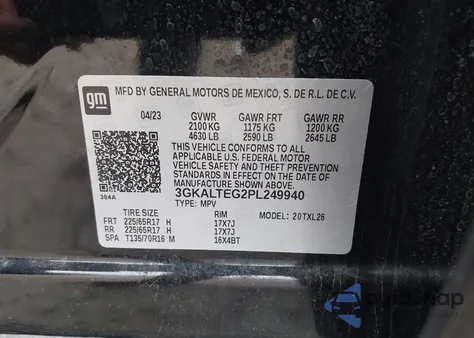 gm
MFD BY GENERAL MOTORS DE MEXICO, S. DE R.L. DE C.V.
04/23 GVWR GAWR FRT GAWR RR
2100 KG 1175 KG 1200 KG
4630 LB 2590 LB 2645 LB
THIS VEHICLE CONFORMS TO ALL
APPLICABLE U.S. FEDERAL MOTOR
VEHICLE SAFETY AND THEFT PREVENTION
STANDARDS IN EFFECT ON THE DATE OF
MANUFACTURE SHOWN ABOVE.
384A 3GKALTEG2PL249940
TYPE: MPV
TIRE SIZE RIM MODEL: 20TXL26
FRT 225/65R17 H 17X7J
RR 225/65R17 H 17X7J
SPA T135/70R16 M 16X4BT